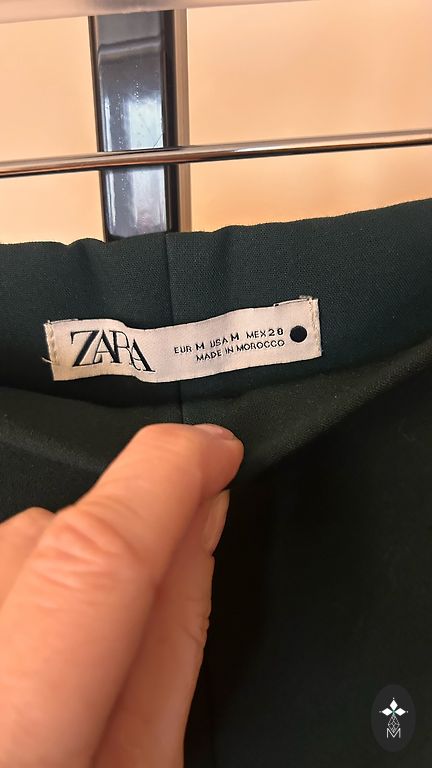 ZARA
EUR M USA M MEX 28
MADE IN MOROCCO
M